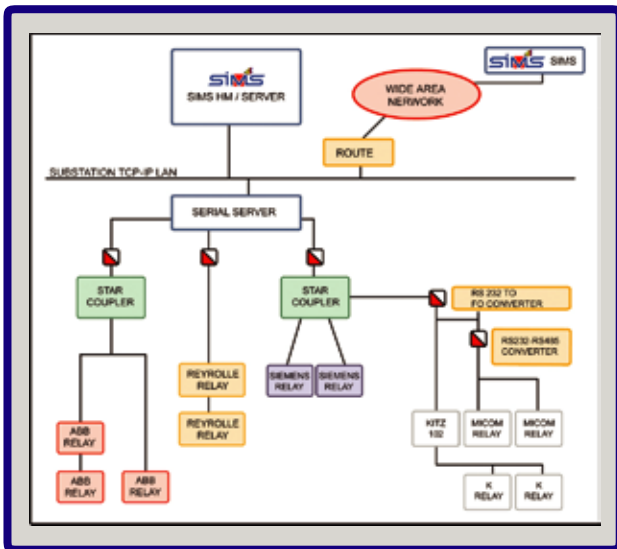 SIMS
SIMS HM / SERVER
SIMS SIMS
WIDE AREA
NERWORK
ROUTE
SUBSTATION TCP-IP LAN
SERIAL SERVER
STAR
COUPLER
STAR
COUPLER
RS 232 TO
FO CONVERTER
RS232-RS485
CONVERTER
REYROLLE
RELAY
SIEMENS
RELAY
SIEMENS
RELAY
REYROLLE
RELAY
ABB
RELAY
KITZ
102
MICOM
RELAY
MICOM
RELAY
ABB
RELAY
ABB
RELAY
K
RELAY
K
RELAY